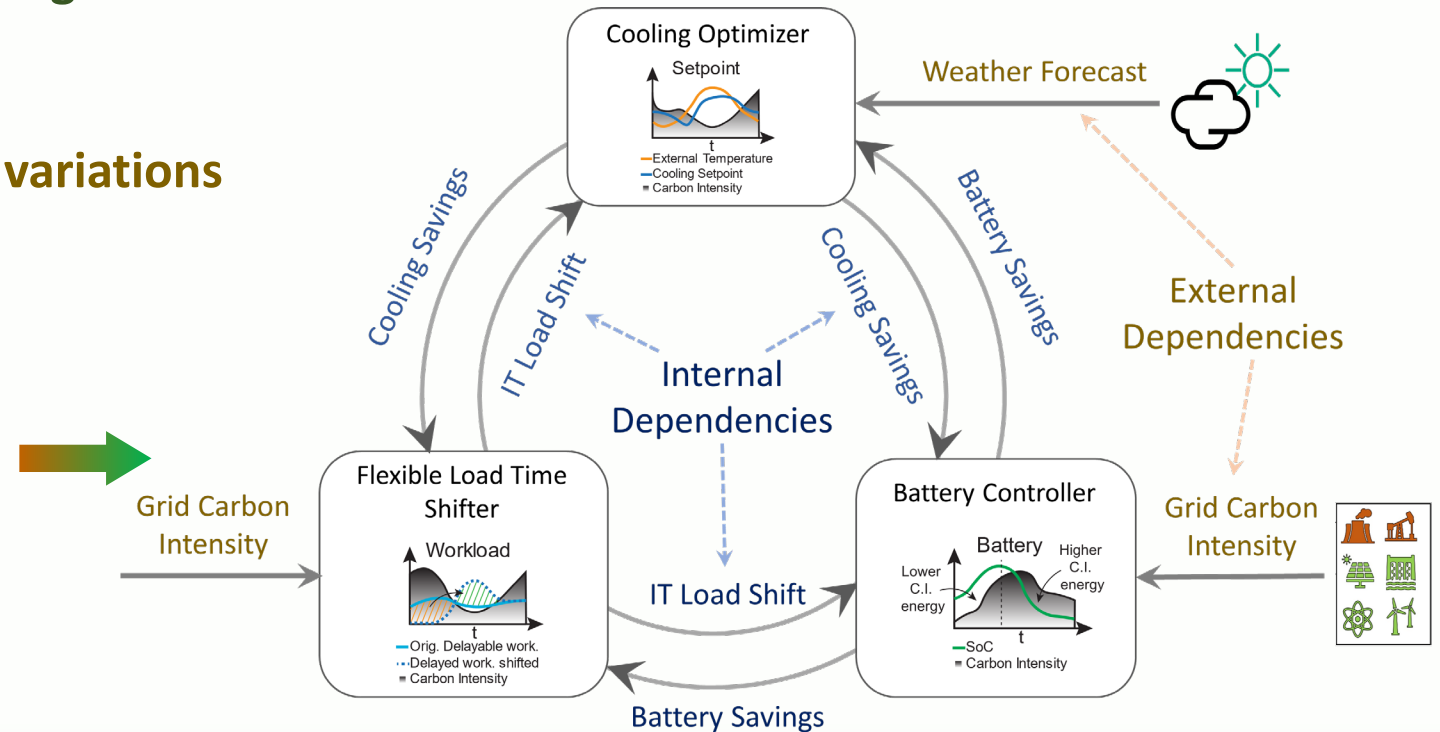 variations
Cooling Optimizer
Setpoint
t
External Temperature
Cooling Setpoint
Carbon Intensity
Weather Forecast
Cooling Savings
IT Load Shift
Cooling Savings
Battery Savings
External
Dependencies
Internal
Dependencies
Grid Carbon
Intensity
Flexible Load Time
Shifter
Workload
t
Orig. Delayable work.
Delayed work. shifted
Carbon Intensity
IT Load Shift
Battery Savings
Battery Controller
Battery
Lower
C.I.
energy
Higher
C.I.
energy
t
SoC
Carbon Intensity
Grid Carbon
Intensity